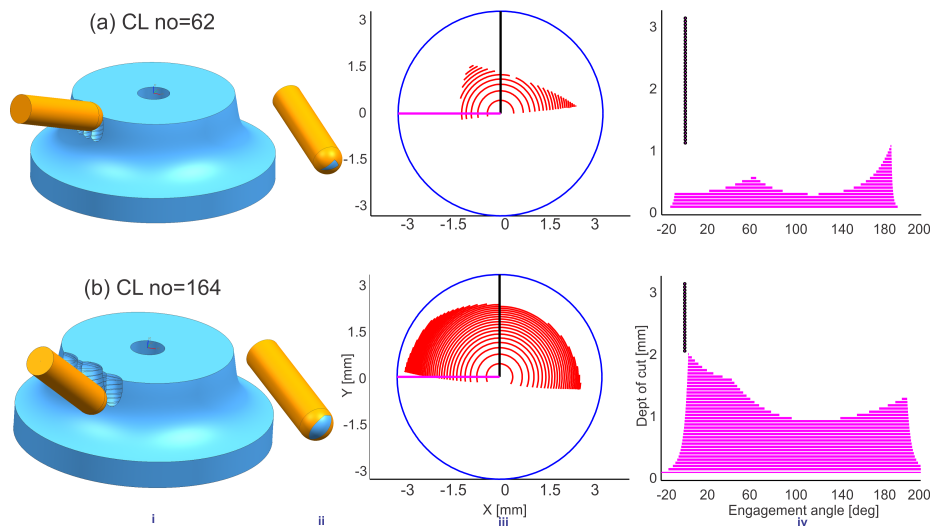 (a) CL no=62
3
1.5
0
-1.5
-3
-3 -1.5 0 1.5 3
3
2
1
0
-20 20 60 100 140 180 200
(b) CL no=164
Y [mm]
3
1.5
0
-1.5
-3
-3 -1.5 0 1.5 3
X [mm]
Dept of cut [mm]
3
2
1
0
-20 20 60 100 140 180 200
Engagement angle [deg]
i ii iii iv